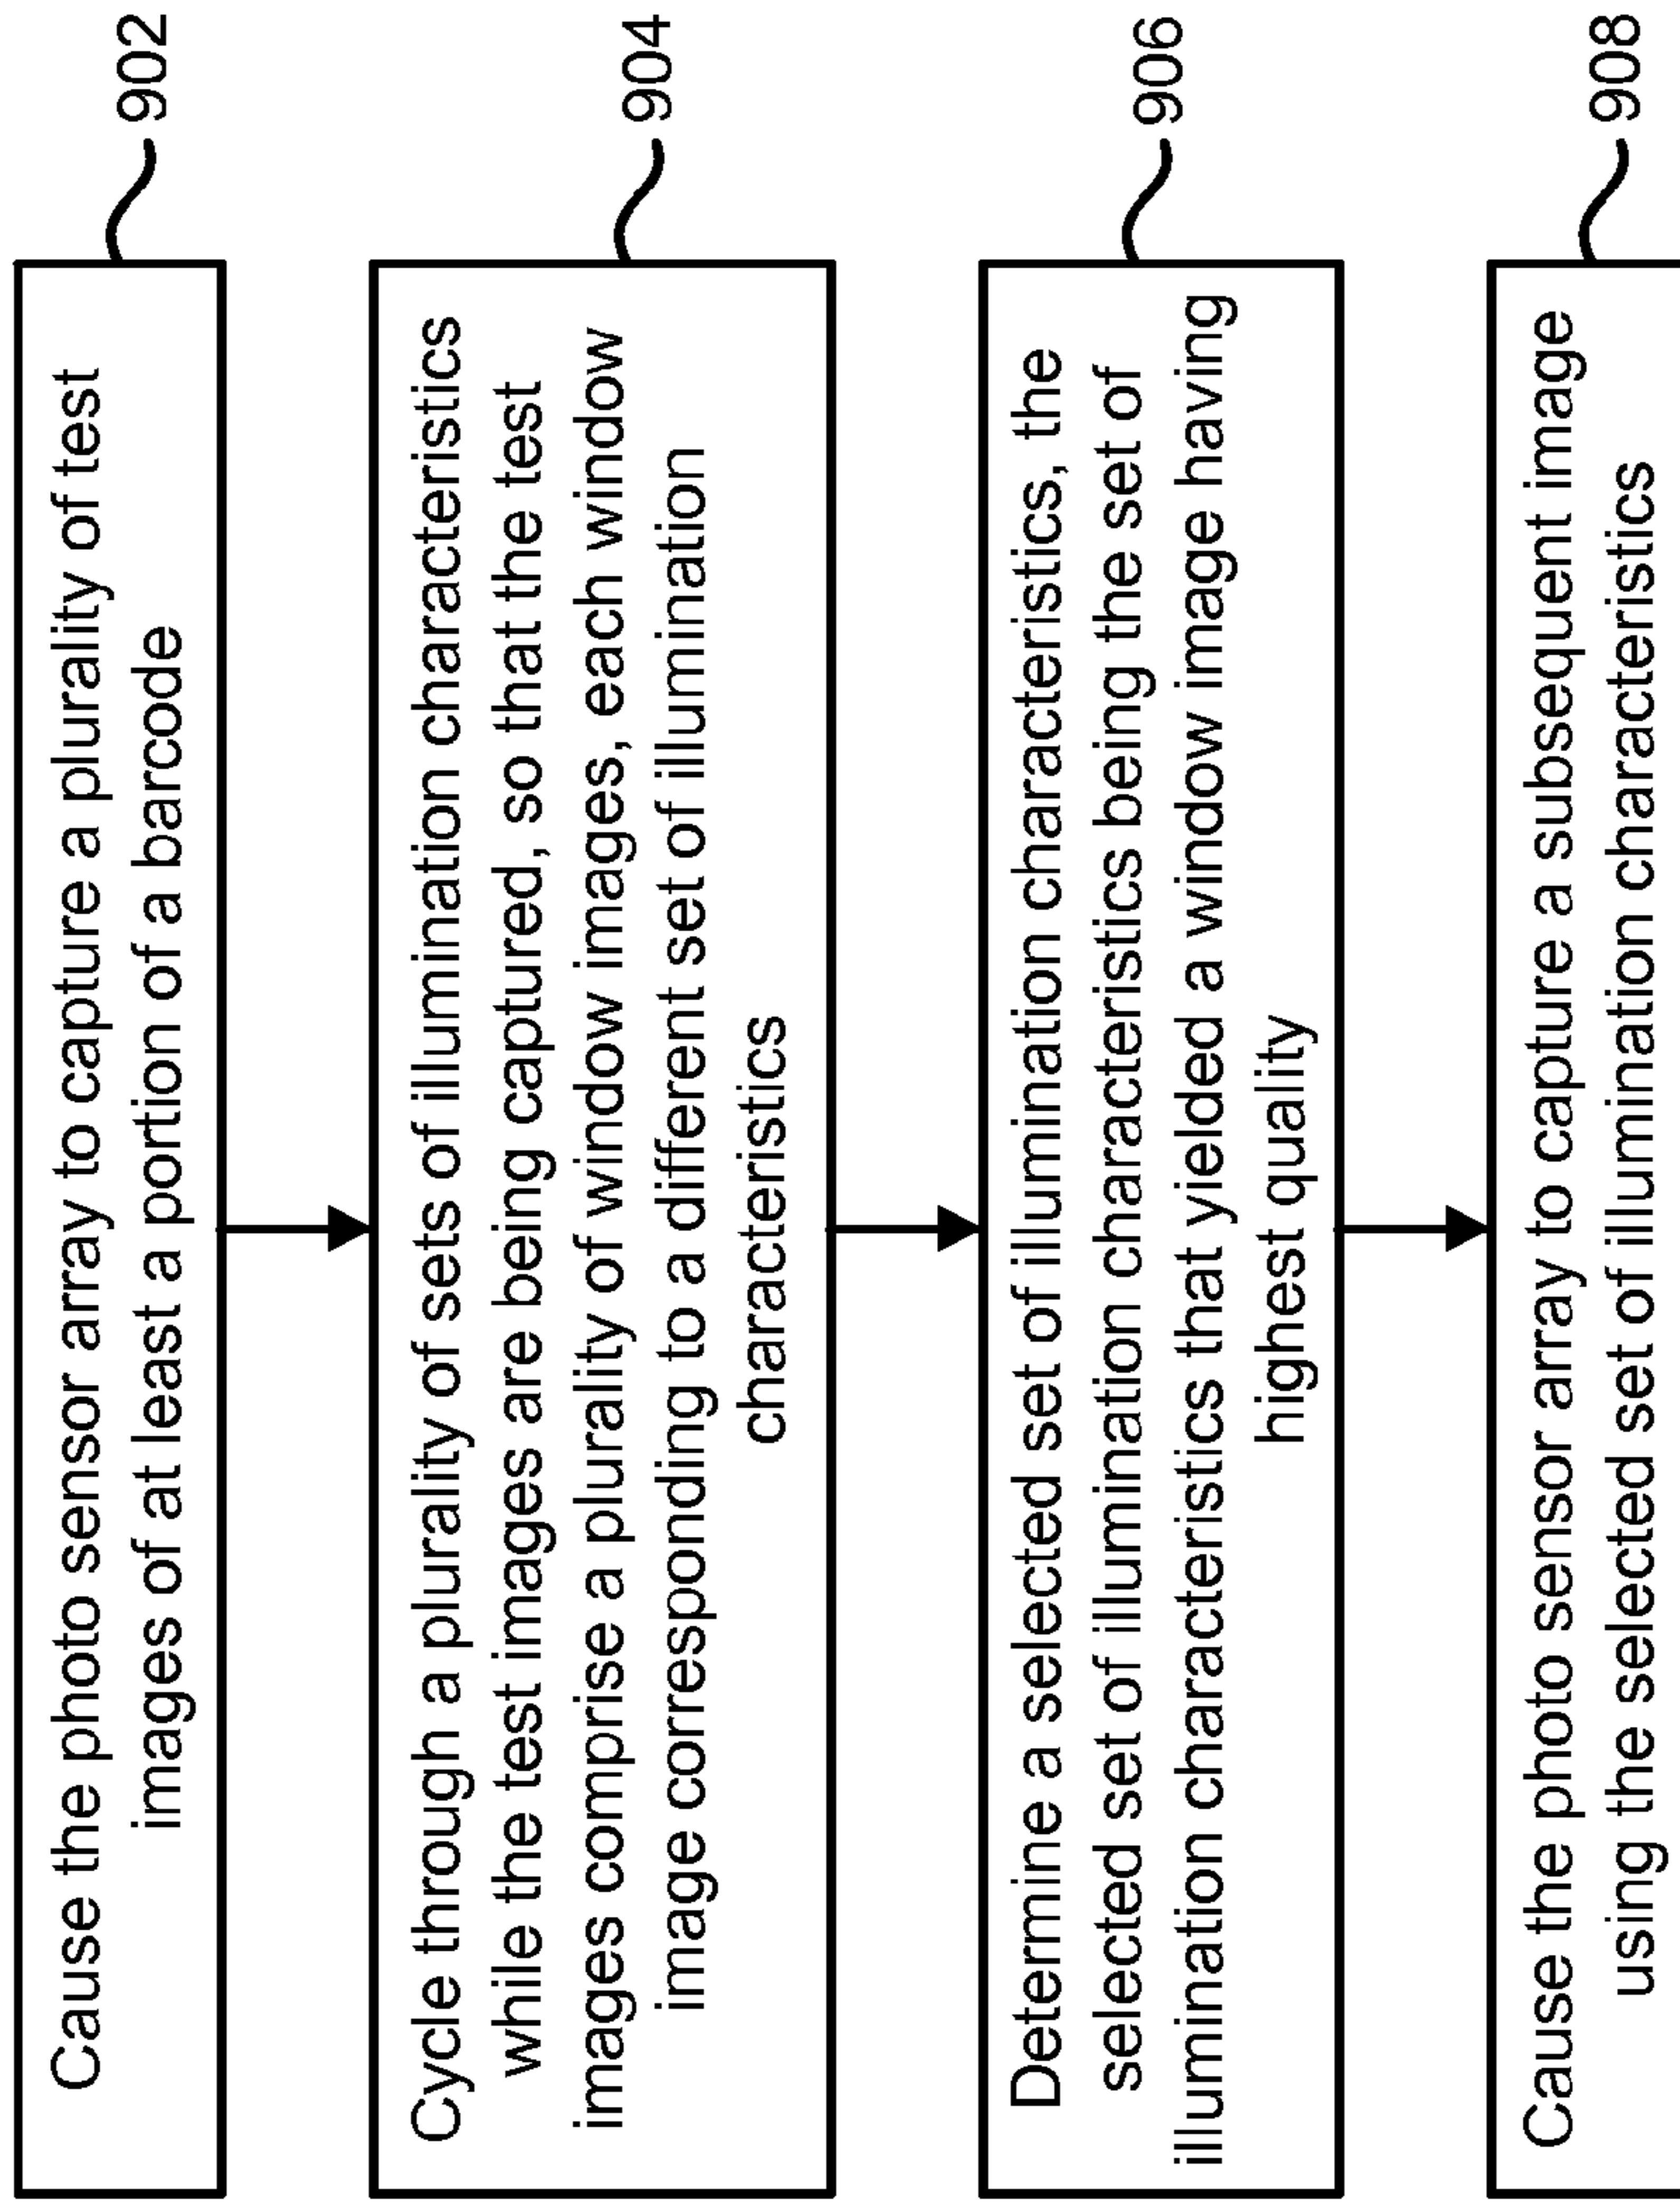 Cause the photo sensor array to capture a plurality of test
images of at least a portion of a barcode
902
Cycle through a plurality of sets of illumination characteristics
while the test images are being captured, so that the test
images comprise a plurality of window images, each window
image corresponding to a different set of illumination
characteristics
904
Determine a selected set of illumination characteristics, the
selected set of illumination characteristics being the set of
illumination characteristics that yielded a window image having
highest quality
906
Cause the photo sensor array to capture a subsequent image
using the selected set of illumination characteristics
908